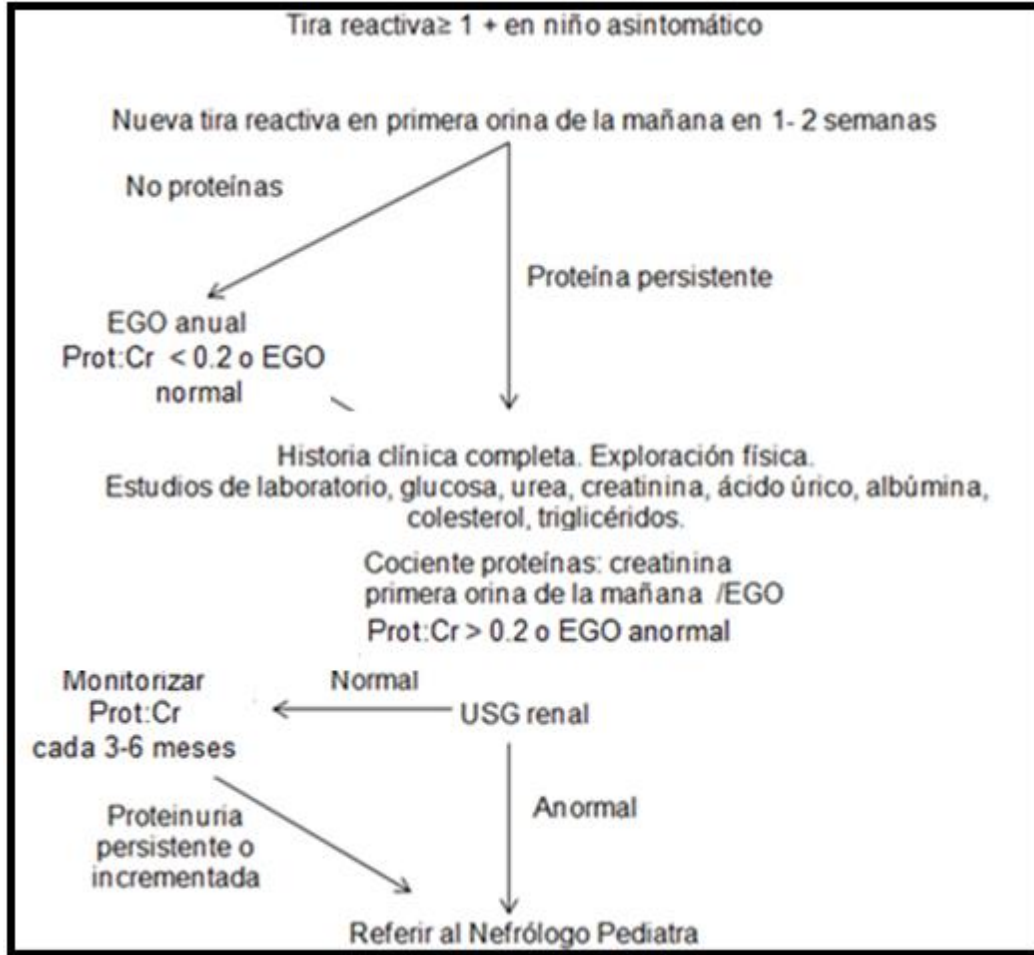 Tira reactiva≥ 1 + en niño asintomático
Nueva tira reactiva en primera orina de la mañana en 1- 2 semanas
No proteínas
Proteína persistente
EGO anual
Prot:Cr < 0.2 o EGO
normal
Historia clínica completa. Exploración física.
Estudios de laboratorio, glucosa, urea, creatinina, ácido úrico, albúmina,
colesterol, triglicéridos.
Cociente proteínas: creatinina
primera orina de la mañana /EGO
Prot:Cr > 0.2 o EGO anormal
Monitorizar
Prot:Cr
cada 3-6 meses
Normal
USG renal
Proteinuria
persistente o
incrementada
Anormal
Referir al Nefrólogo Pediatra